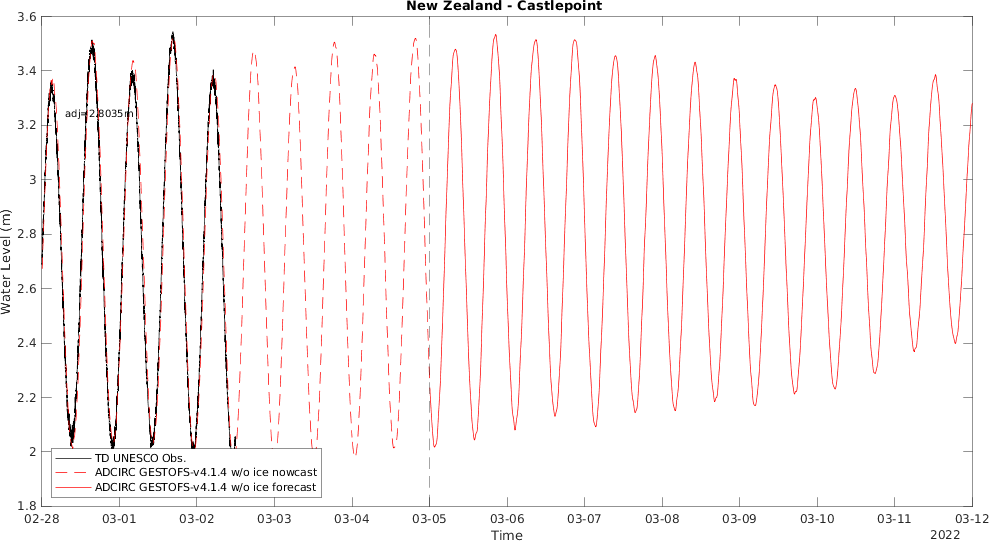 New Zealand - Castlepoint
Water Level (m)
3.6
3.4
3.2
3
2.8
2.6
2.4
2.2
2
1.8
adj=2.8035m
TD UNESCO Obs.
ADCIRC GESTOFS-v4.1.4 w/o ice nowcast
ADCIRC GESTOFS-v4.1.4 w/o ice forecast
02-28 03-01 03-02 03-03 03-04 03-05 03-06 03-07 03-08 03-09 03-10 03-11 03-12
Time
2022